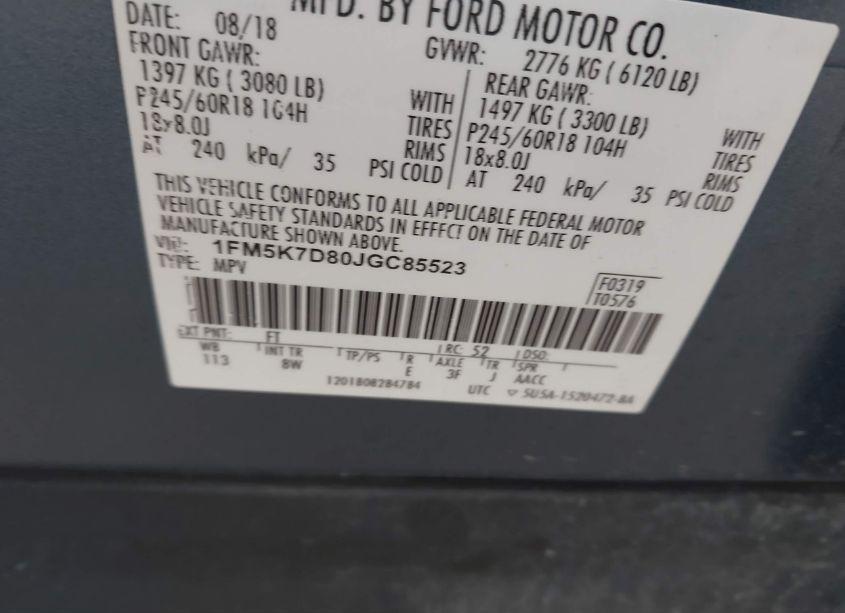 MFD. BY FORD MOTOR CO.
DATE: 08/18
GVWR: 2776 KG ( 6120 LB)
FRONT GAWR:
1397 KG ( 3080 LB)
WITH
P245/60R18 104H
TIRES
18x8.0J
RIMS
AT 240 kPa/ 35 PSI COLD
REAR GAWR:
1497 KG ( 3300 LB)
WITH
P245/60R18 104H
TIRES
18x8.0J
RIMS
AT 240 kPa/ 35 PSI COLD
THIS VEHICLE CONFORMS TO ALL APPLICABLE FEDERAL MOTOR
VEHICLE SAFETY STANDARDS IN EFFECT ON THE DATE OF
MANUFACTURE SHOWN ABOVE.
VIN: 1FM5K7D80JGC85523
TYPE: MPV
F0319
T0576
EXT PNT: FT RC: 52 DSO:
WB INT TR TP/PS R AXLE TR SPR
113 8W E 3F J AACC
1201808284784
UTC ▽ 5U5A-1520472-BA